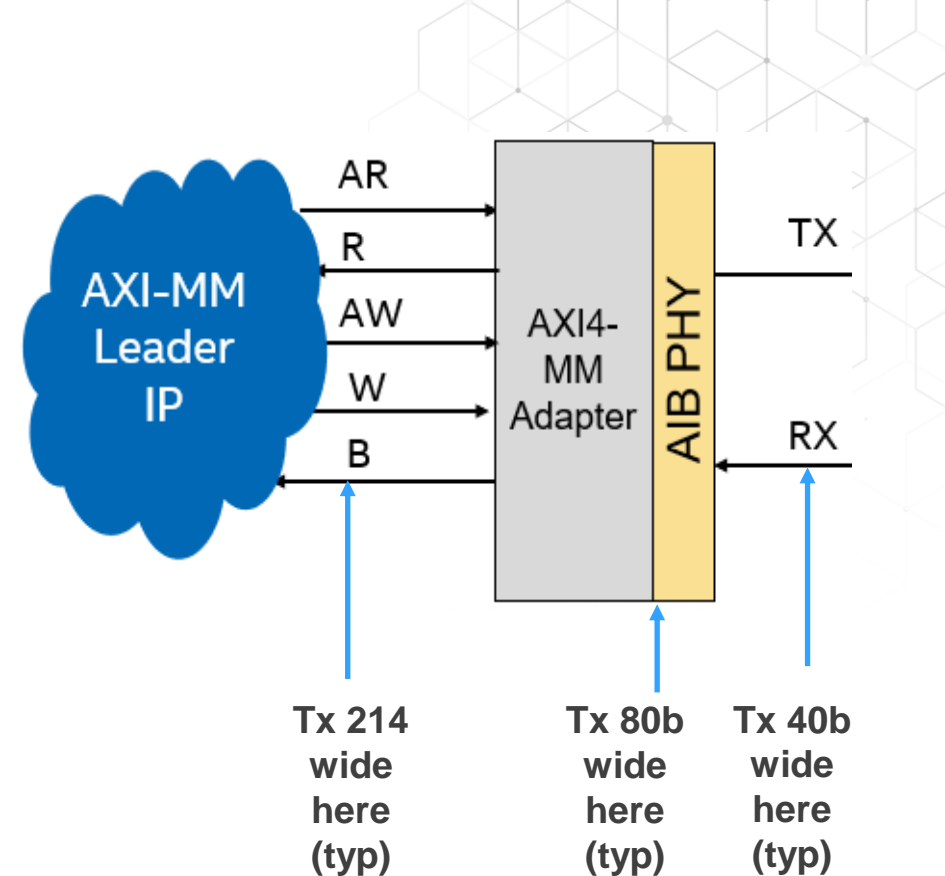 AXI-MM
Leader
IP
AR
R
AW
W
B
AXI4-
MM
Adapter
AIB PHY
TX
RX
Tx 214
wide
here
(typ)
Tx 80b
wide
here
(typ)
Tx 40b
wide
here
(typ)